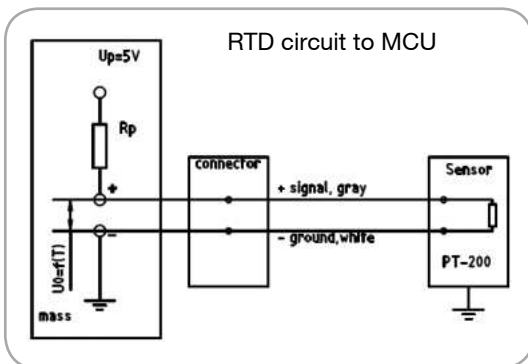 RTD circuit to MCU
Up=5V
Rp
connector
+ signal, gray
Sensor
+
-
- ground,white
U0=f(T)
PT-200
mass